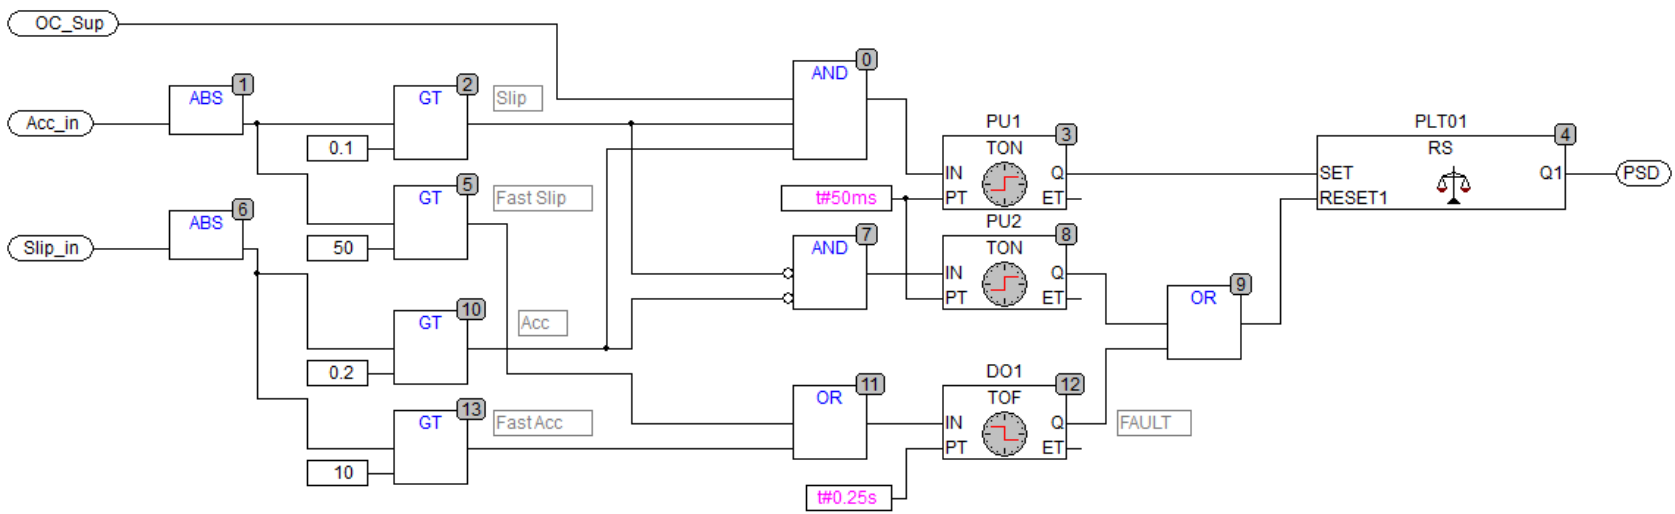 OC_Sup
0
AND
1
ABS
2
GT
Slip
Acc_in
0.1
PU1
3
TON
IN
Q
PT
ET
t#50ms
PLT01
4
RS
SET
Q1
RESET1
PSD
5
GT
Fast Slip
50
6
ABS
Slip_in
7
AND
PU2
8
TON
IN
Q
PT
ET
9
OR
10
GT
Acc
0.2
11
OR
DO1
12
TOF
IN
Q
PT
ET
FAULT
13
GT
Fast Acc
10
t#0.25s